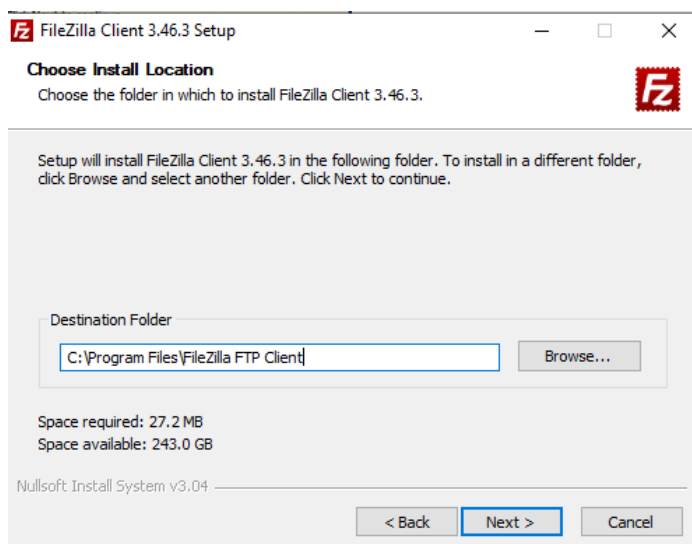 FileZilla Client 3.46.3 Setup
Choose Install Location
Choose the folder in which to install FileZilla Client 3.46.3.
Fz
Setup will install FileZilla Client 3.46.3 in the following folder. To install in a different folder,
click Browse and select another folder. Click Next to continue.
Destination Folder
C:\Program Files\FileZilla FTP Client
Browse...
Space required: 27.2 MB
Space available: 243.0 GB
Nullsoft Install System v3.04
< Back
Next >
Cancel